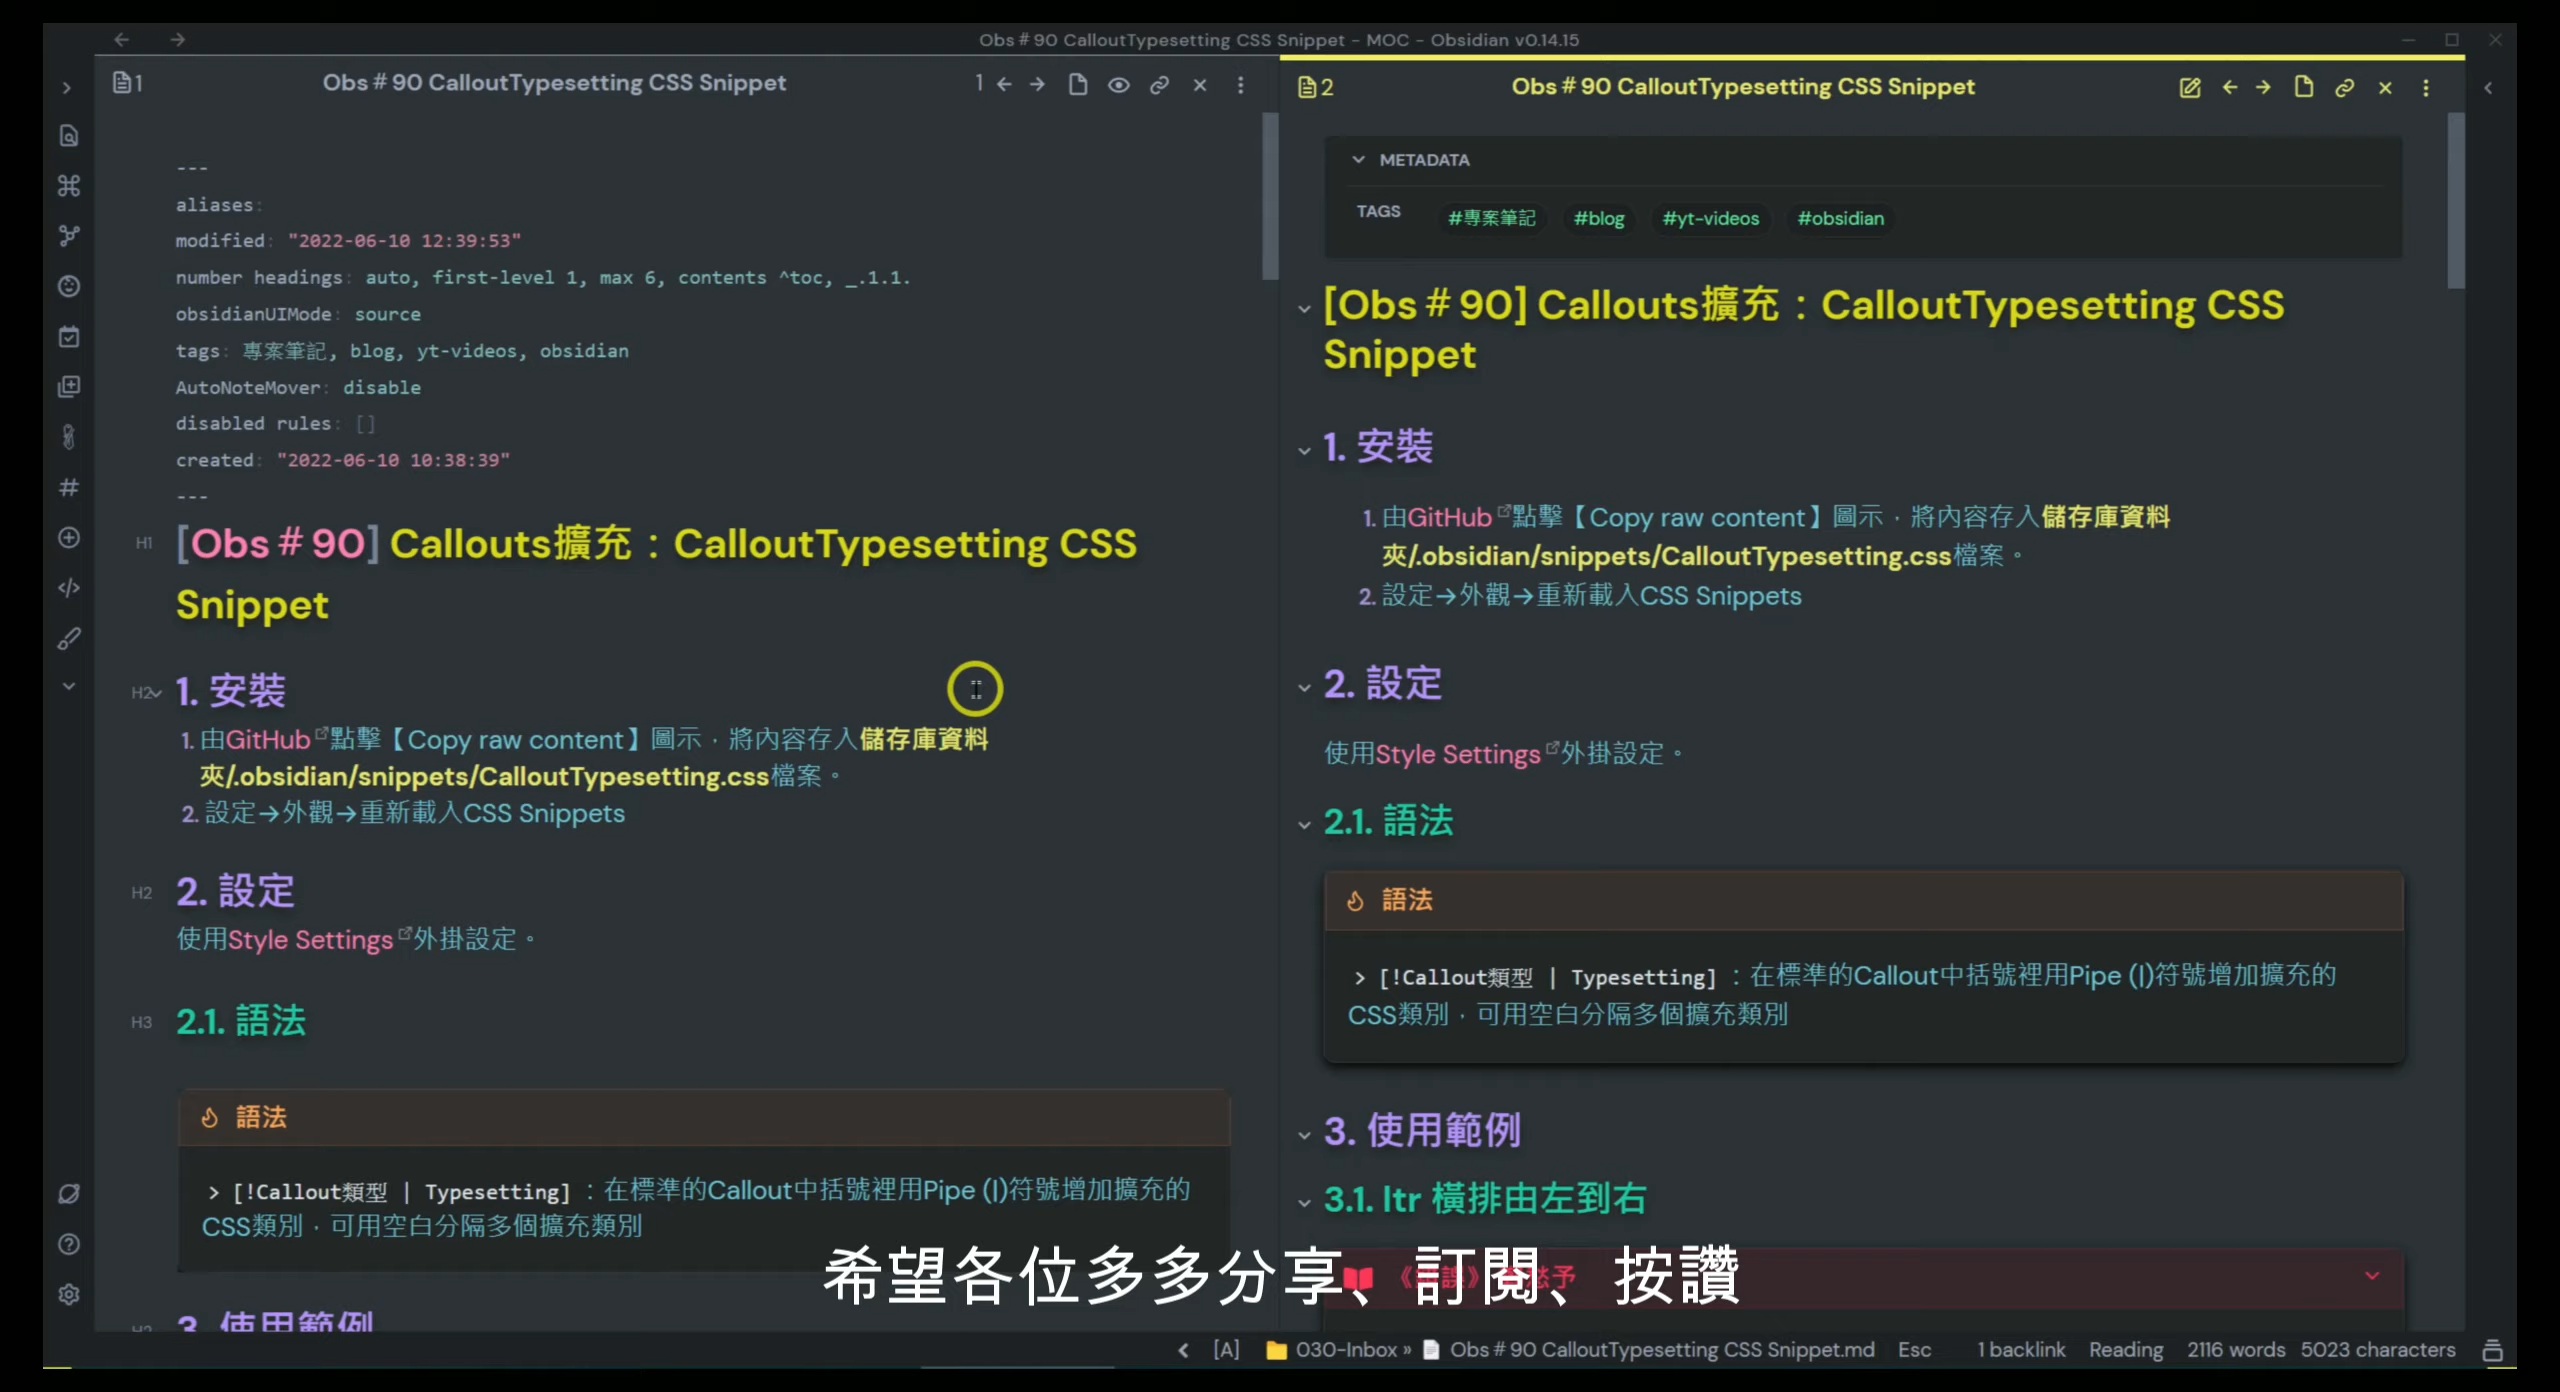 Obs＃90 CalloutTypesetting CSS Snippet - MOC - Obsidian v0.14.15
1
Obs＃90 CalloutTypesetting CSS Snippet
1
---
aliases:
modified: "2022-06-10 12:39:53"
number headings: auto, first-level 1, max 6, contents ^toc, _.1.1.
obsidianUIMode: source
tags: 專案筆記, blog, yt-videos, obsidian
AutoNoteMover: disable
disabled rules: []
created: "2022-06-10 10:38:39"
---
H1
[Obs＃90] Callouts擴充：CalloutTypesetting CSS
Snippet
H2
1. 安裝
1. 由GitHub點擊【Copy raw content】圖示，將內容存入儲存庫資料
夾/.obsidian/snippets/CalloutTypesetting.css檔案。
2. 設定→外觀→重新載入CSS Snippets
H2
2. 設定
使用Style Settings外掛設定。
H3
2.1. 語法
語法
> [!Callout類型 | Typesetting]：在標準的Callout中括號裡用Pipe (|)符號增加擴充的
CSS類別，可用空白分隔多個擴充類別
H2
3. 使用範例
2
Obs＃90 CalloutTypesetting CSS Snippet
METADATA
TAGS #專案筆記 #blog #yt-videos #obsidian
[Obs＃90] Callouts擴充：CalloutTypesetting CSS
Snippet
1. 安裝
1. 由GitHub點擊【Copy raw content】圖示，將內容存入儲存庫資料
夾/.obsidian/snippets/CalloutTypesetting.css檔案。
2. 設定→外觀→重新載入CSS Snippets
2. 設定
使用Style Settings外掛設定。
2.1. 語法
語法
> [!Callout類型 | Typesetting]：在標準的Callout中括號裡用Pipe (|)符號增加擴充的
CSS類別，可用空白分隔多個擴充類別
3. 使用範例
3.1. ltr 橫排由左到右
希望各位多多分享、訂閱、按讚
[A] 030-Inbox » Obs＃90 CalloutTypesetting CSS Snippet.md Esc 1 backlink Reading 2116 words 5023 characters